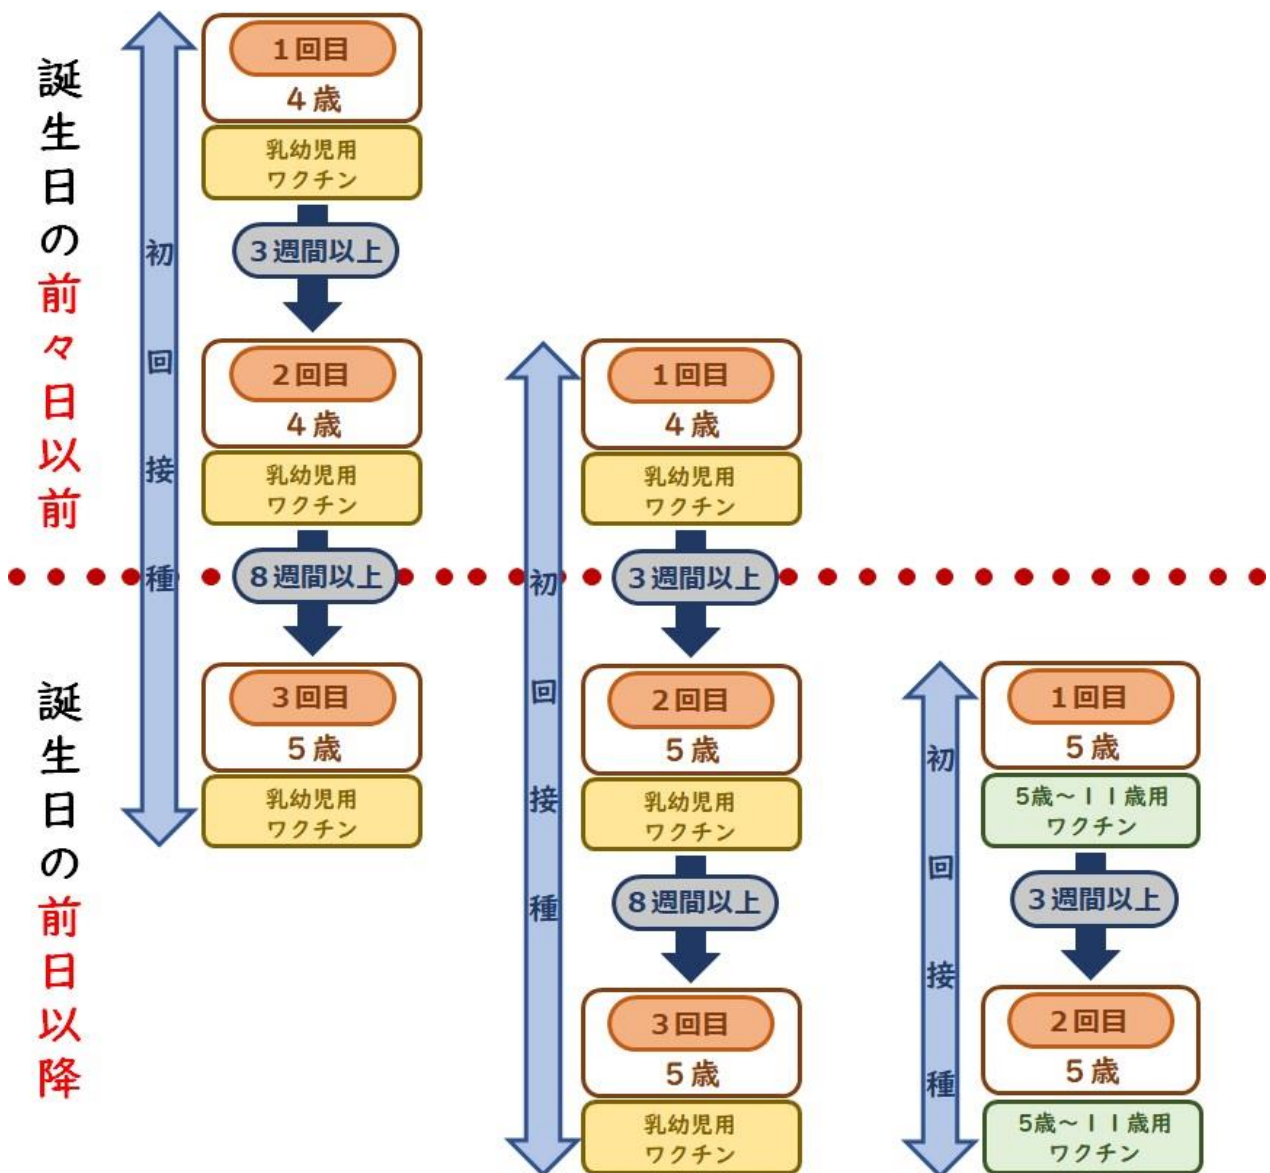 誕生日の前々日以前
初回接種
1回目
4歳
乳幼児用
ワクチン
3週間以上
2回目
4歳
乳幼児用
ワクチン
8週間以上
3回目
5歳
乳幼児用
ワクチン
初回接種
1回目
4歳
乳幼児用
ワクチン
3週間以上
2回目
5歳
乳幼児用
ワクチン
8週間以上
3回目
5歳
乳幼児用
ワクチン
誕生日の前日以降
初回接種
1回目
5歳
5歳~11歳用
ワクチン
3週間以上
2回目
5歳
5歳~11歳用
ワクチン